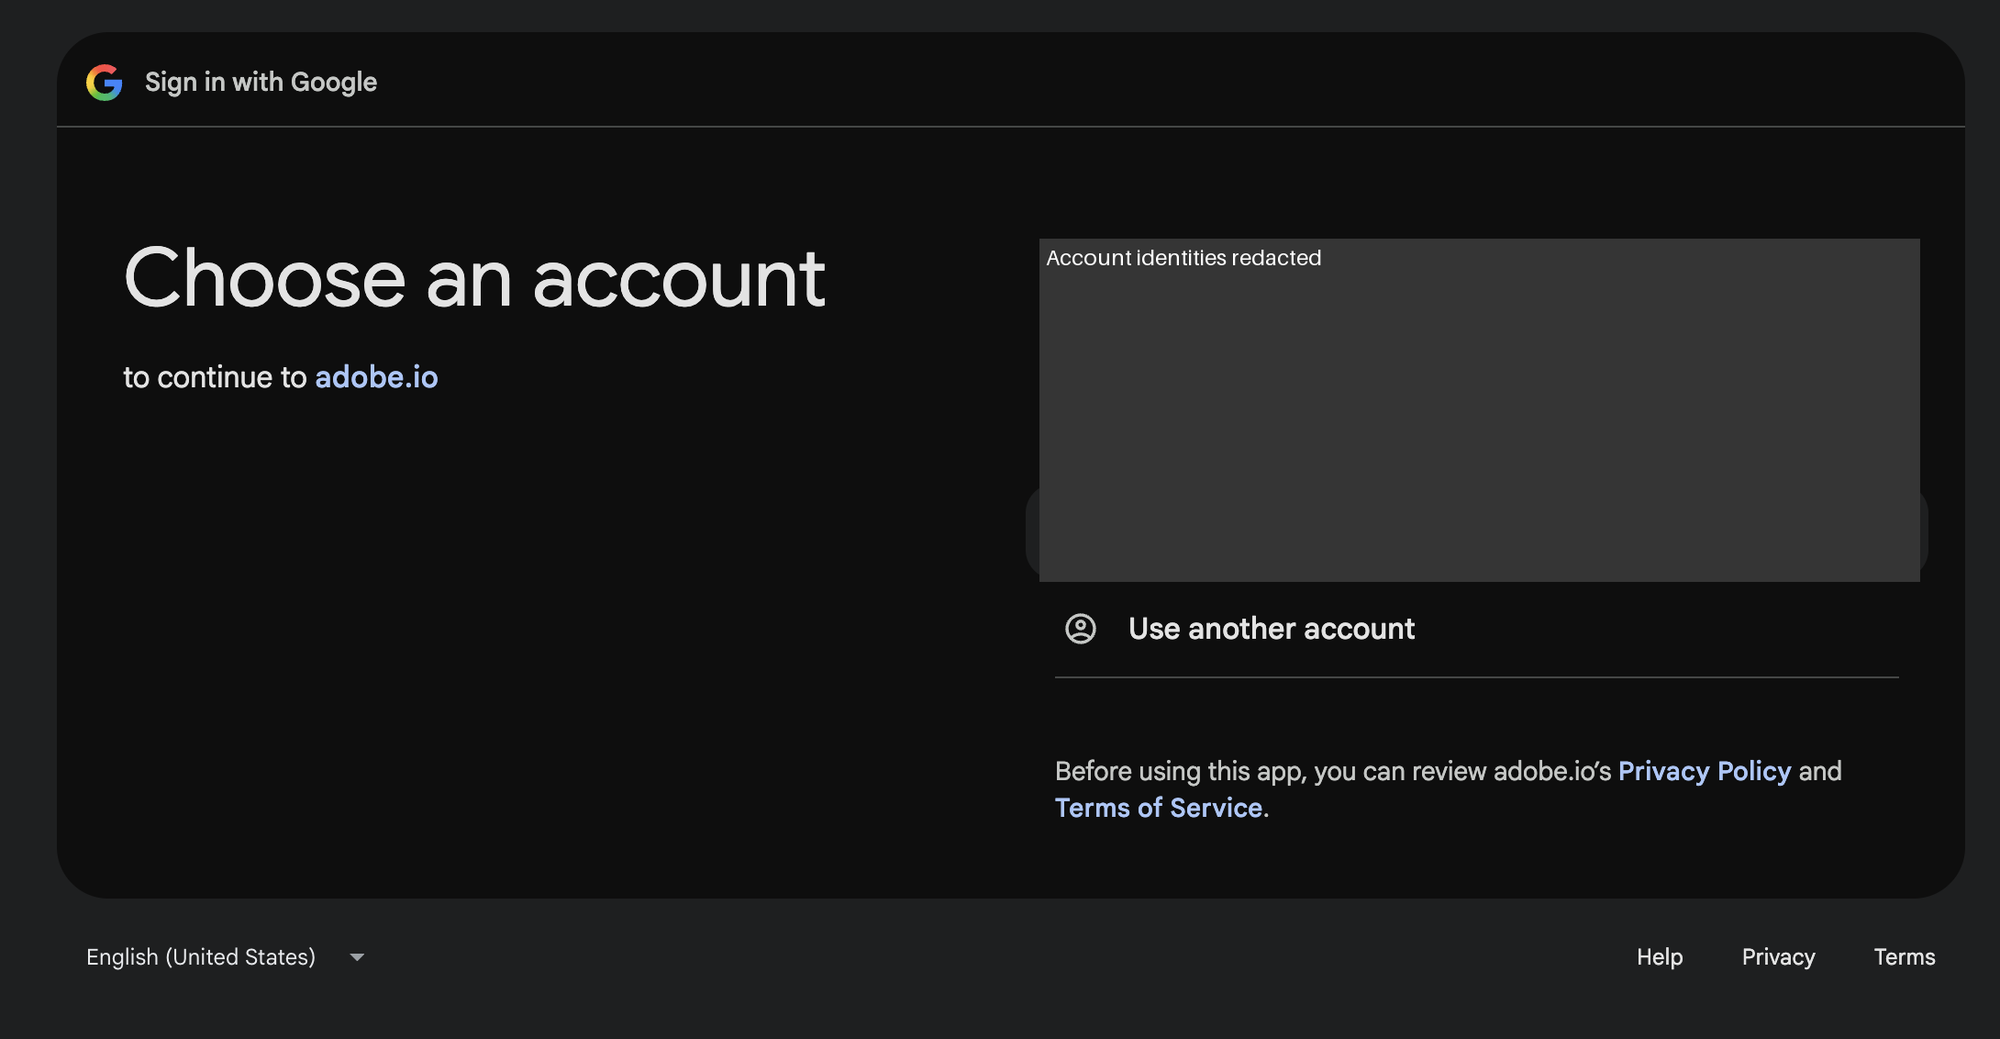 Sign in with Google
Choose an account
to continue to adobe.io
Account identities redacted
Use another account
Before using this app, you can review adobe.io’s Privacy Policy and
Terms of Service.
English (United States)
Help
Privacy
Terms